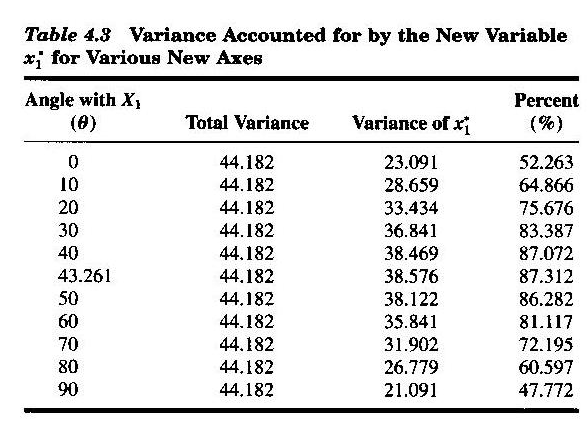 Table 4.3 Variance Accounted for by the New Variable
x₁* for Various New Axes
Angle with X₁ Percent
(θ) Total Variance Variance of x₁* (%)
0 44.182 23.091 52.263
10 44.182 28.659 64.866
20 44.182 33.434 75.676
30 44.182 36.841 83.387
40 44.182 38.469 87.072
43.261 44.182 38.576 87.312
50 44.182 38.122 86.282
60 44.182 35.841 81.117
70 44.182 31.902 72.195
80 44.182 26.779 60.597
90 44.182 21.091 47.772